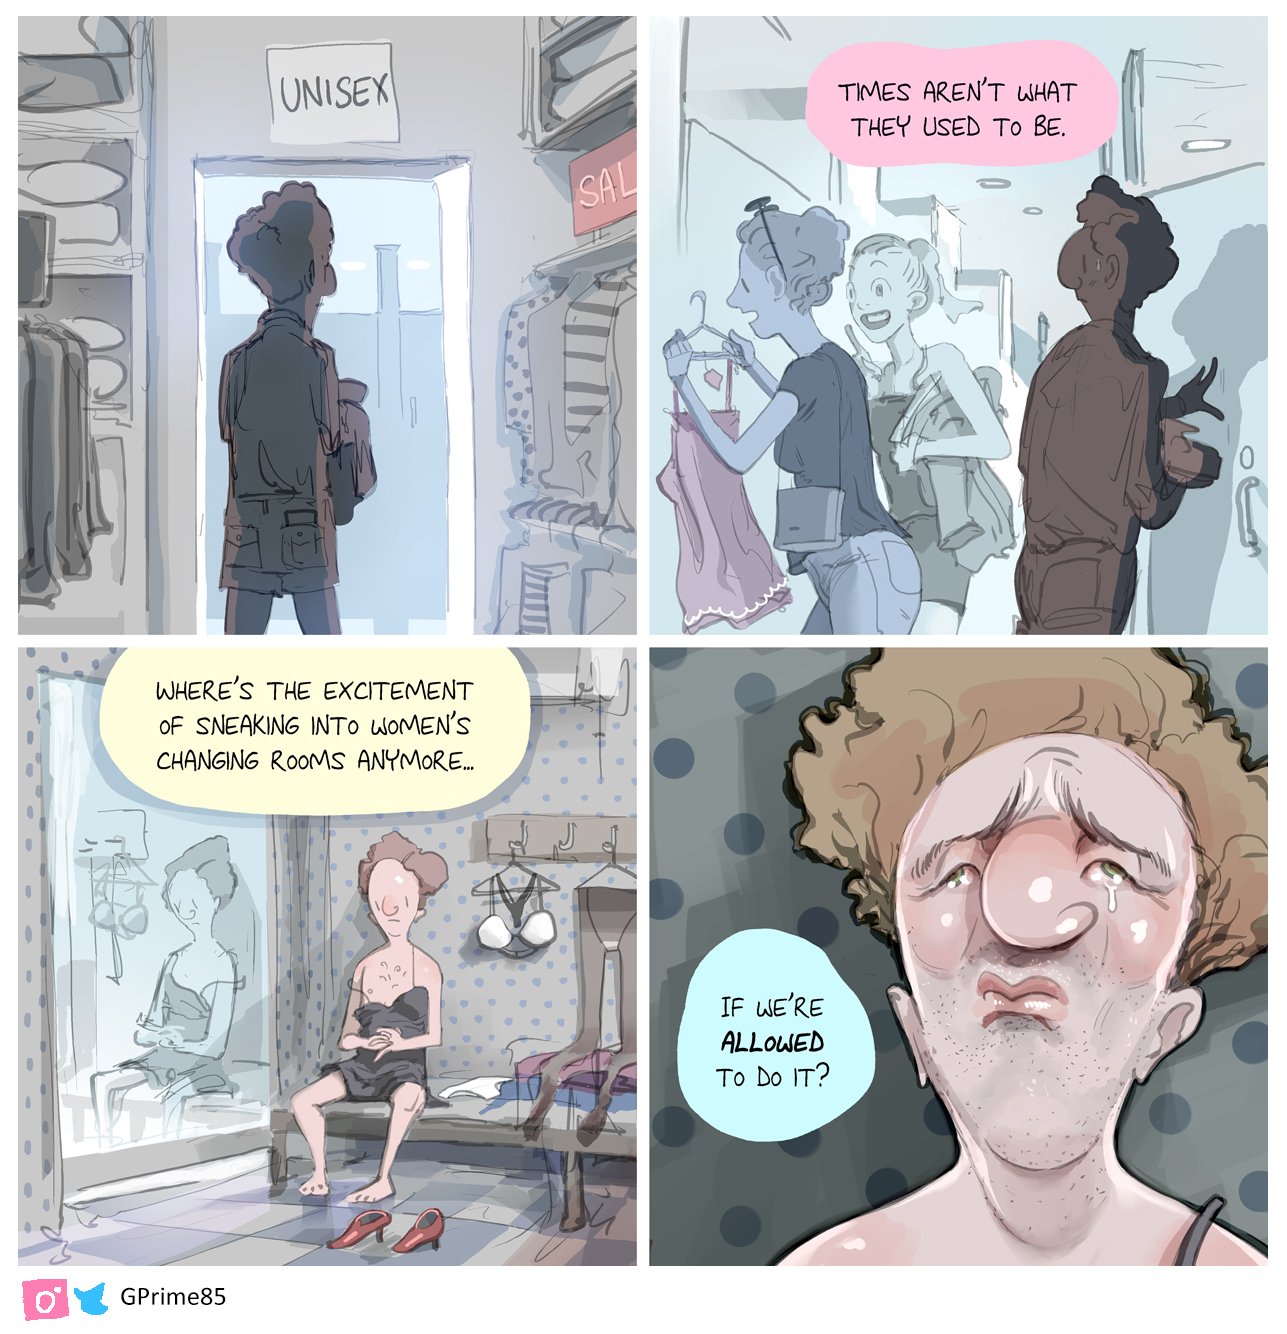 UNISEX
SAL
TIMES AREN'T WHAT
THEY USED TO BE.
WHERE'S THE EXCITEMENT
OF SNEAKING INTO WOMEN'S
CHANGING ROOMS ANYMORE...
IF WE'RE
ALLOWED
TO DO IT?
GPrime85